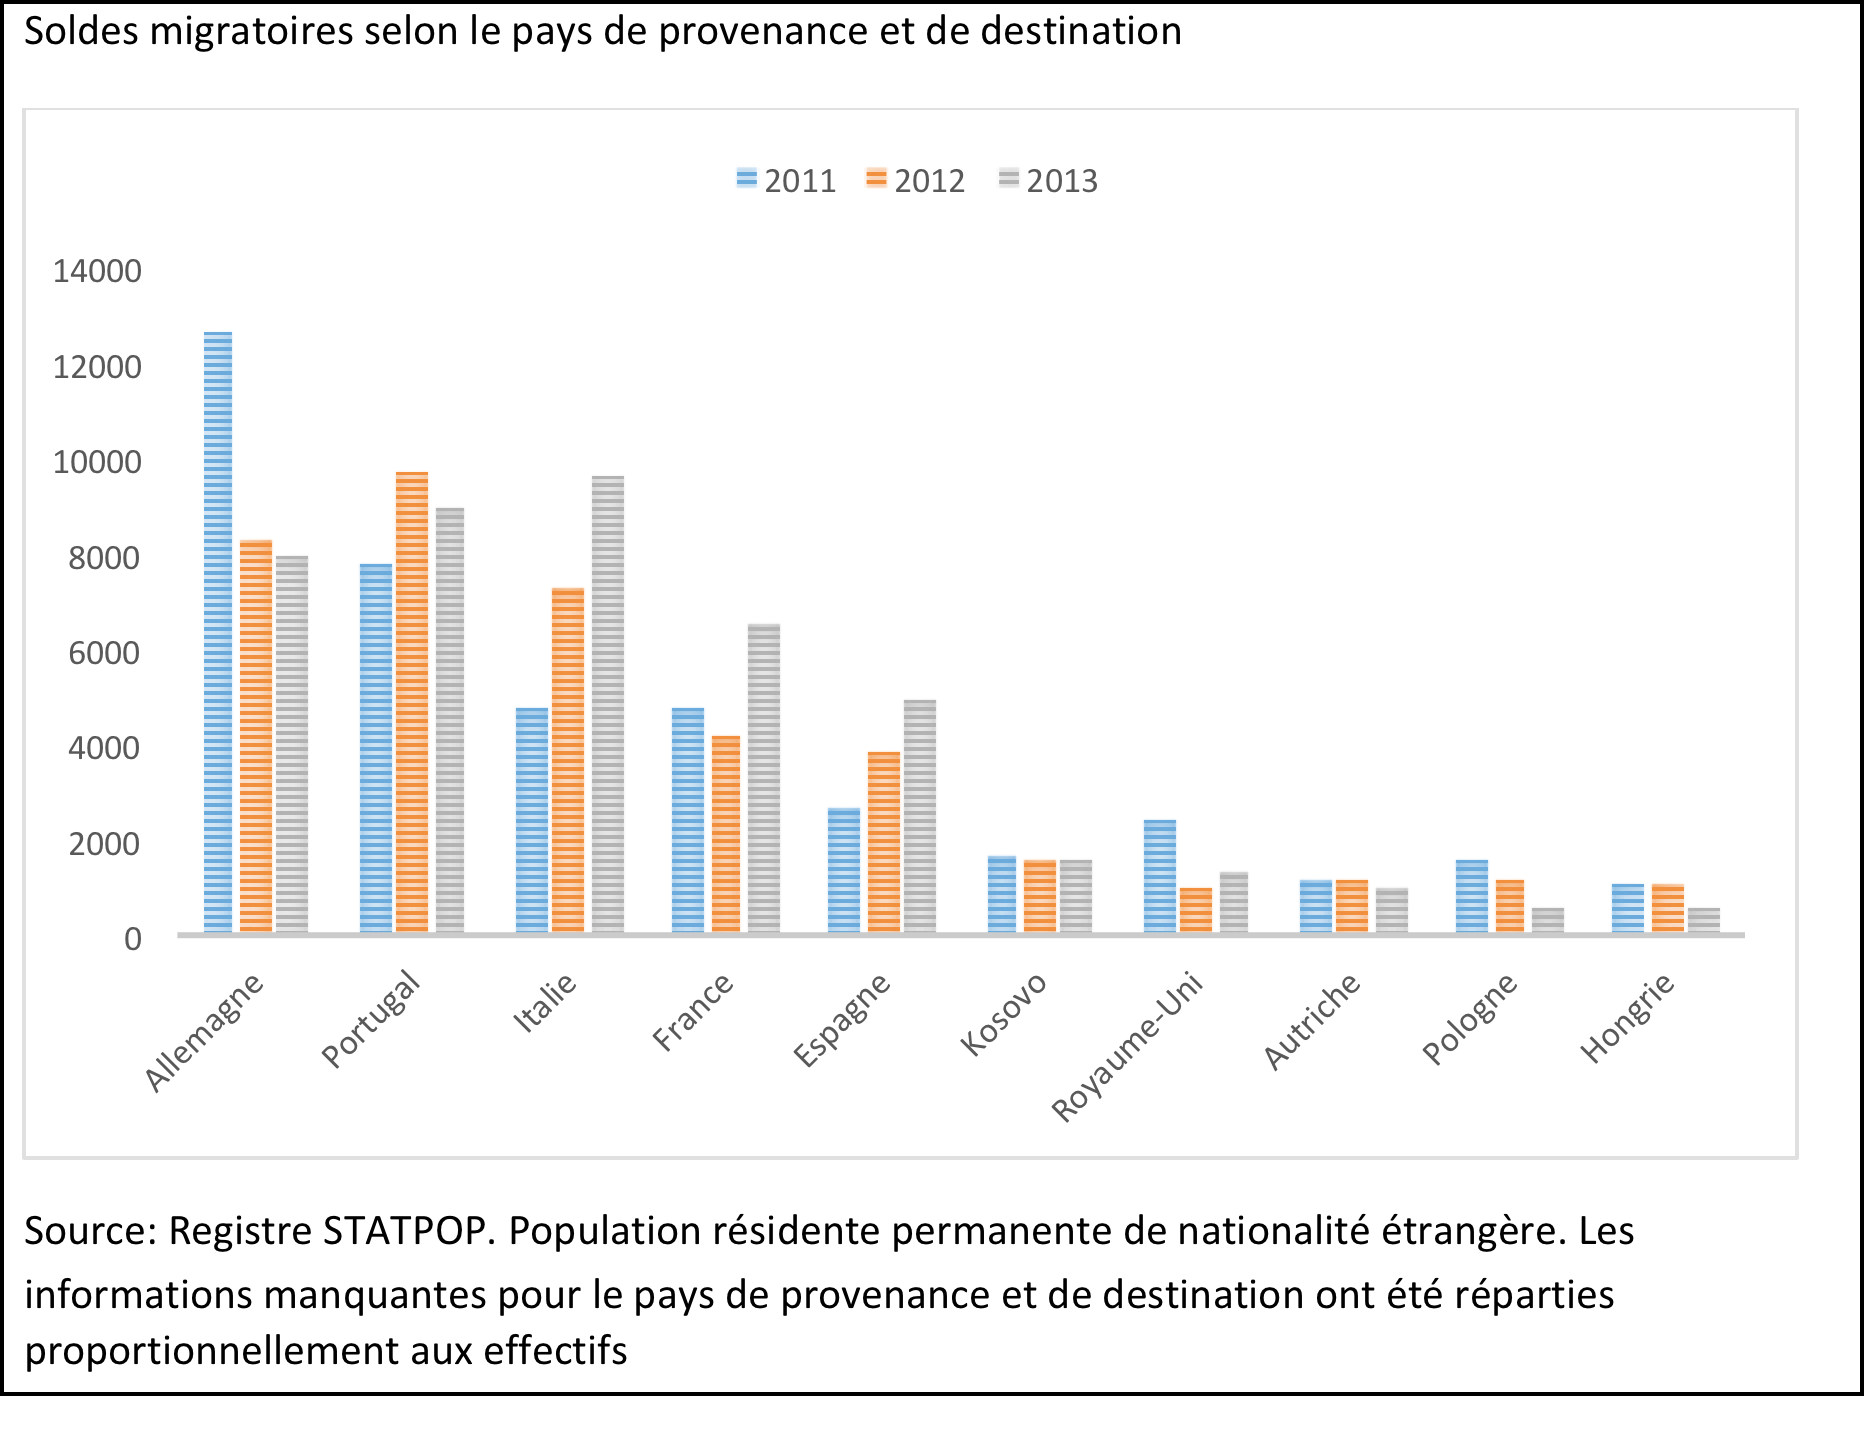 Soldes migratoires selon le pays de provenance et de destination
2011 2012 2013
14000
12000
10000
8000
6000
4000
2000
0
Allemagne
Portugal
Italie
France
Espagne
Kosovo
Royaume-Uni
Autriche
Pologne
Hongrie
Source: Registre STATPOP. Population résidente permanente de nationalité étrangère. Les
informations manquantes pour le pays de provenance et de destination ont été réparties
proportionnellement aux effectifs